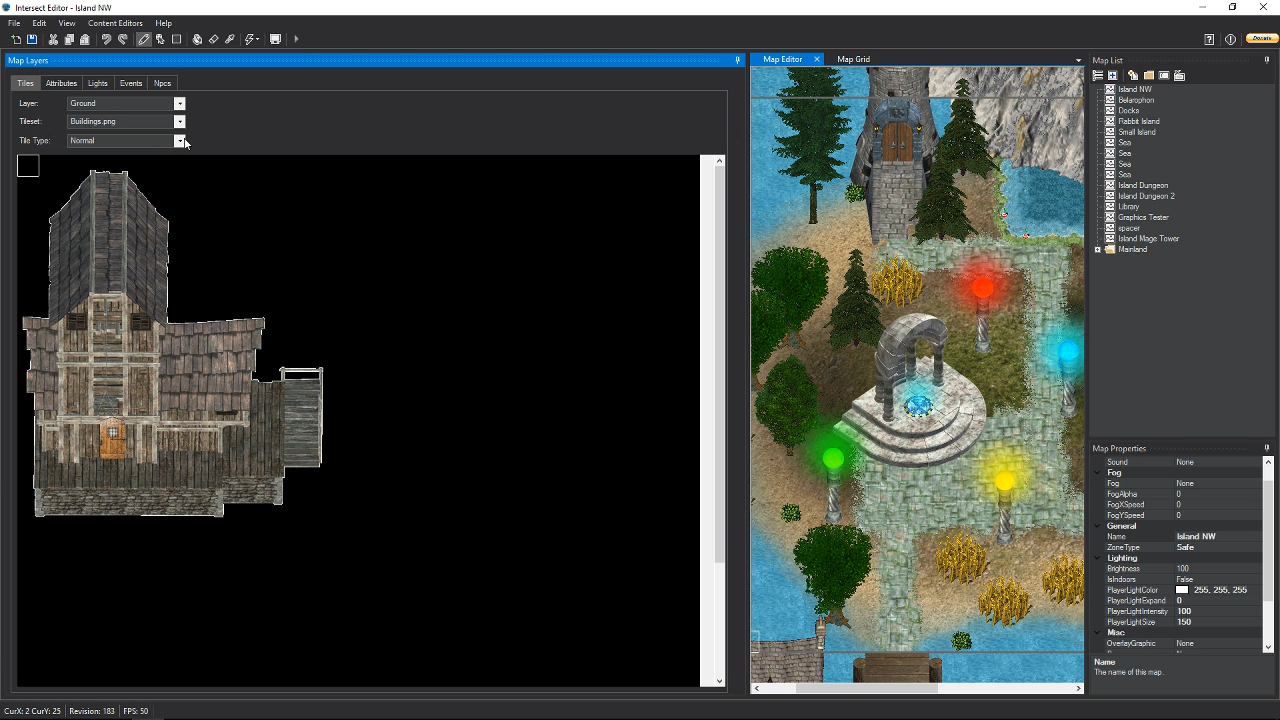 Intersect Editor - Island NW
File Edit View Content Editors Help
Donate
Map Layers
Tiles Attributes Lights Events Npcs
Layer: Ground
Tileset: Buildings.png
Tile Type: Normal
Map Editor Map Grid
Map List
Island NW
Belarophon
Docks
Rabbit Island
Small Island
Sea
Sea
Sea
Sea
Island Dungeon
Island Dungeon 2
Library
Graphics Tester
spacer
Island Mage Tower
Mainland
Map Properties
Sound None
Fog
Fog None
FogAlpha 0
FogXSpeed 0
FogYSpeed 0
General
Name Island NW
ZoneType Safe
Lighting
Brightness 100
IsIndoors False
PlayerLightColor 255, 255, 255
PlayerLightExpand 0
PlayerLightIntensity 100
PlayerLightSize 150
Misc
OverlayGraphic None
Name
The name of this map.
CurX: 2 CurY: 25 Revision: 183 FPS: 50